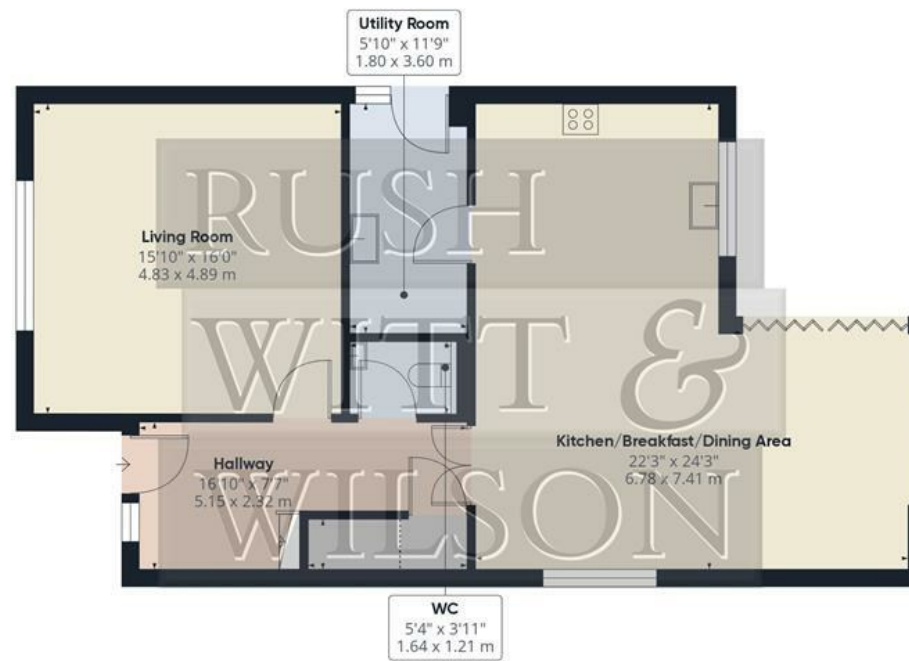 Utility Room
5'10" x 11'9"
1.80 x 3.60 m
RUSH
Living Room
15'10" x 16'0"
4.83 x 4.89 m
WITT &
Kitchen/Breakfast/Dining Area
22'3" x 24'3"
6.78 x 7.41 m
Hallway
16'10" x 7'7"
5.15 x 2.32 m
WILSON
WC
5'4" x 3'11"
1.64 x 1.21 m